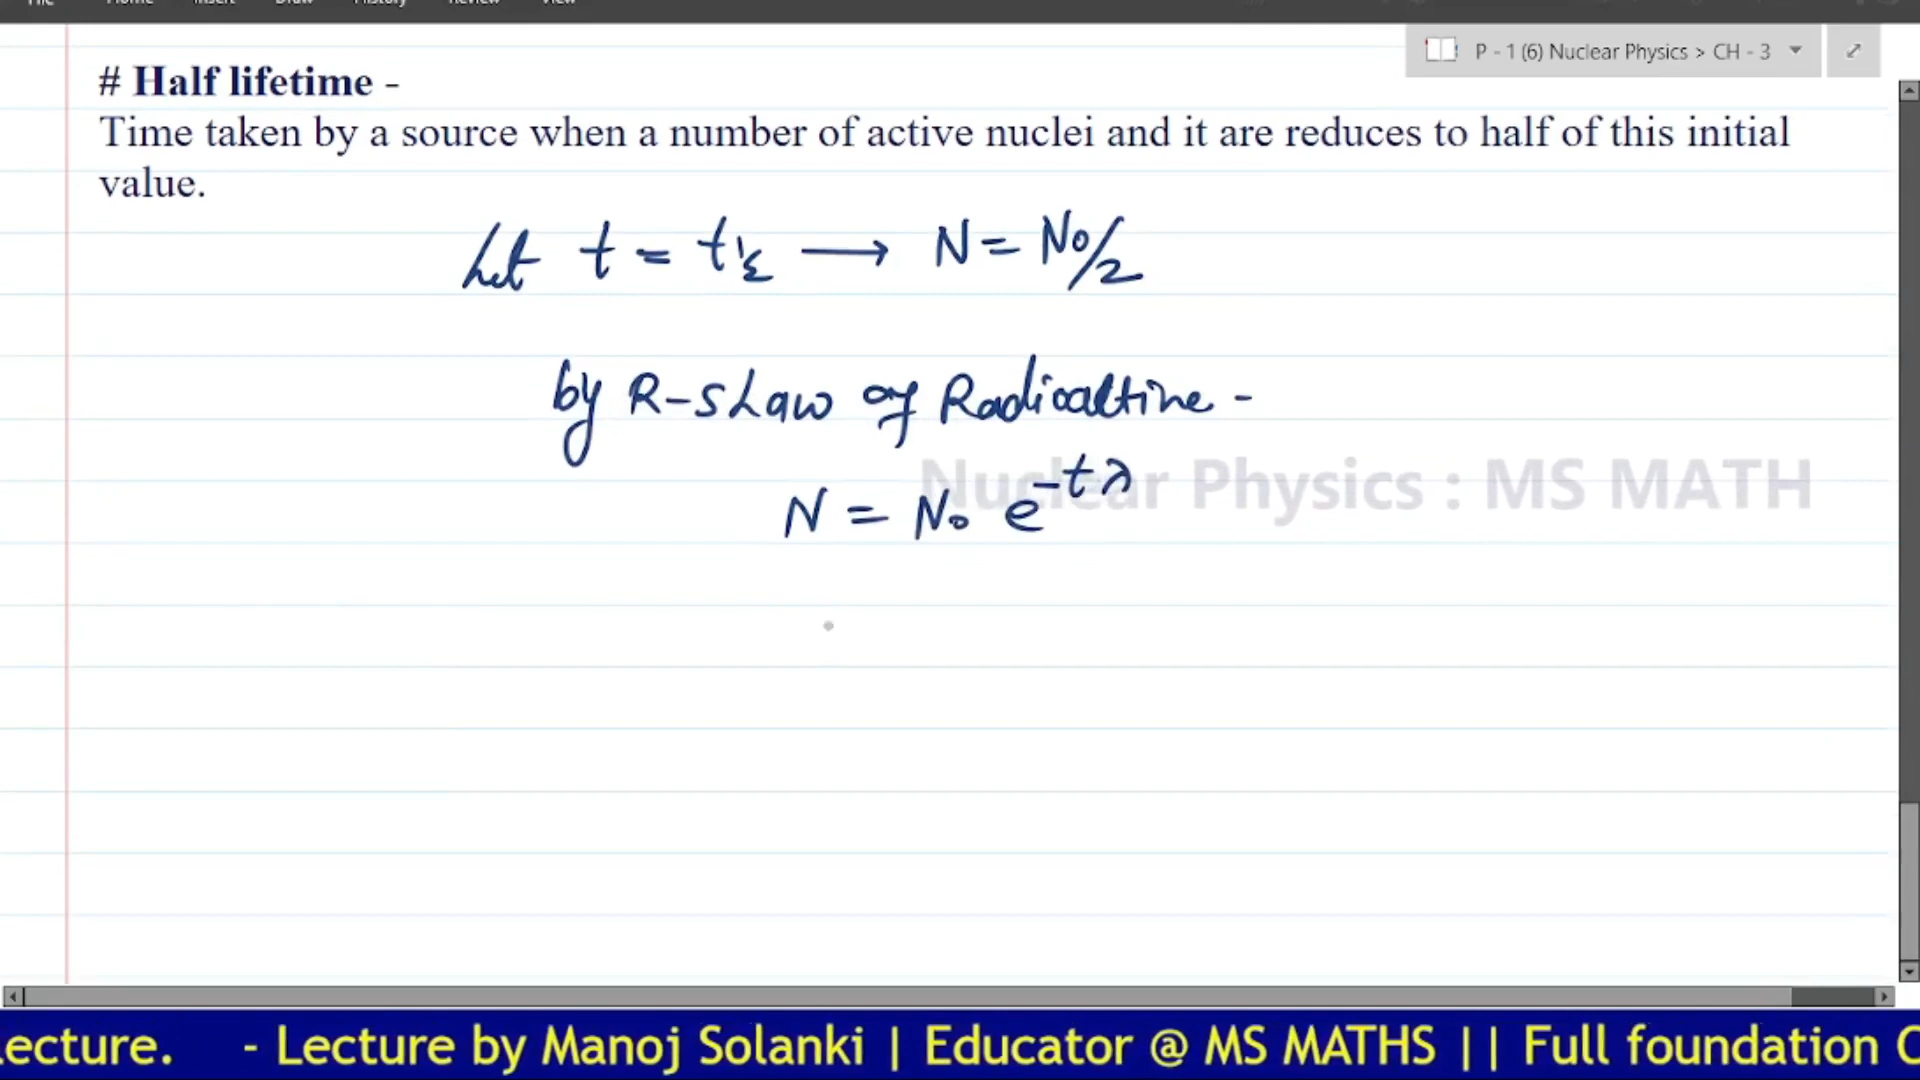 P - 1 (6) Nuclear Physics > CH - 3
# Half lifetime -
Time taken by a source when a number of active nuclei and it are reduces to half of this initial
value.
Let t = t½ → N = N₀/2
by R-S Law of Radioactive -
Nuclear Physics : MS MATH
N = N₀ e^{-tλ}
lecture. - Lecture by Manoj Solanki | Educator @ MS MATHS || Full foundation C